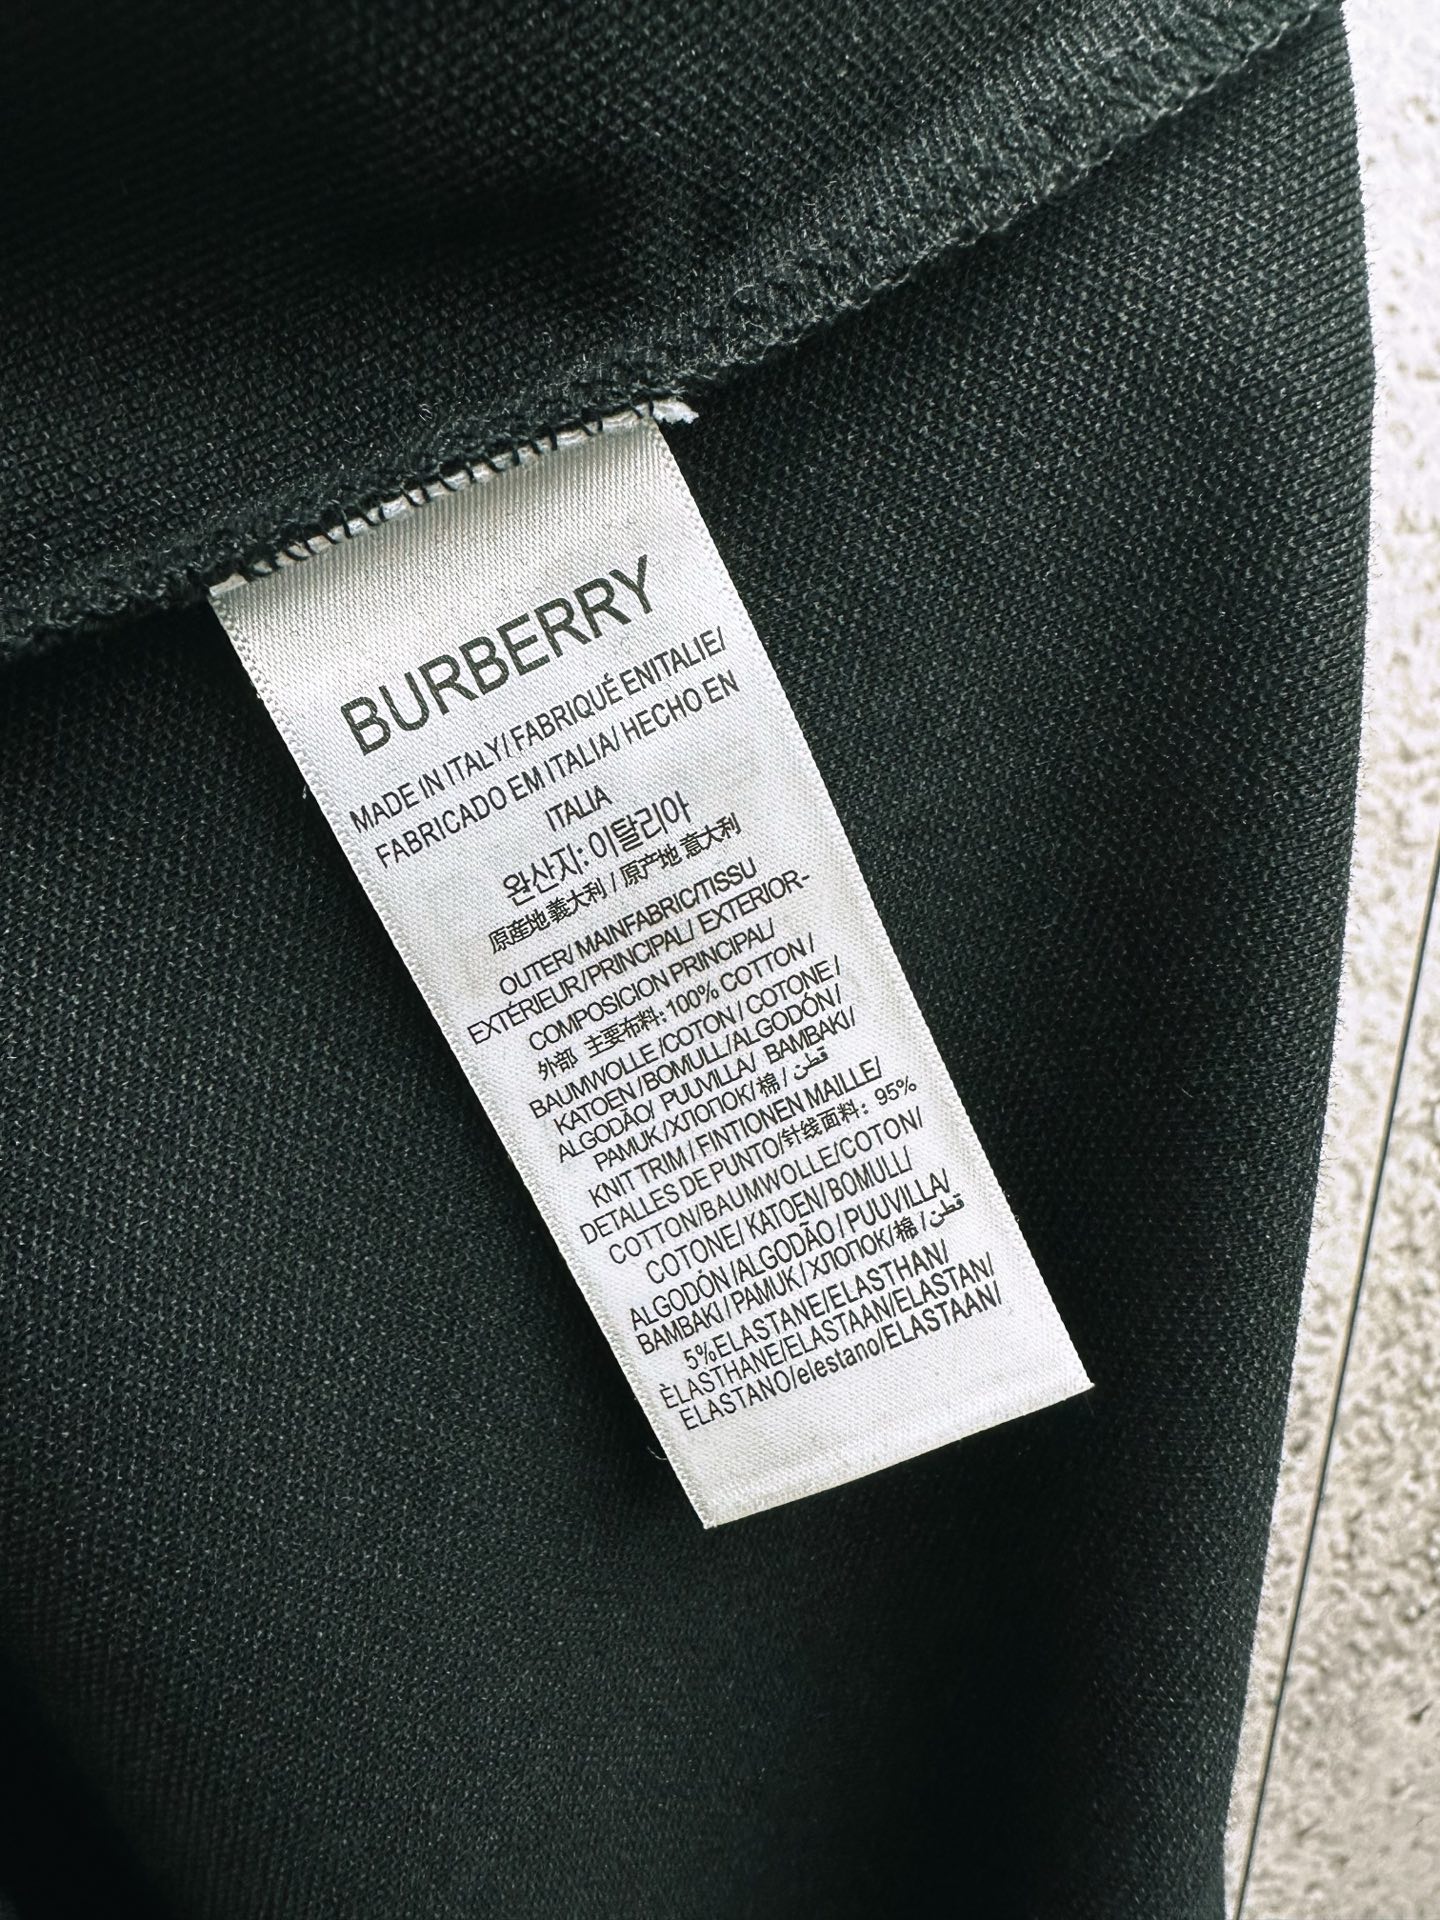 BURBERRY
MADE IN ITALY/ FABRIQUÉ ENITALIE/
FABRICADO EM ITALIA/ HECHO EN
ITALIA
완산지: 이탈리아
原産地 義大利 / 原产地 意大利
OUTER/ MAINFABRIC/TISSU
EXTÉRIEUR/PRINCIPAL/ EXTERIOR-
COMPOSICION PRINCIPAL/
外部 主要布料:100% COTTON /
BAUMWOLLE /COTON / COTONE /
KATOEN /BOMULL/ALGODÓN/
ALGODÃO/ PUUVILLA/ BAMBAKI/
PAMUK /ХЛОПОК/ 棉 / قطن
KNIT TRIM / FINTIONEN MAILLE/
DETALLES DE PUNTO/针线面料: 95%
COTTON/BAUMWOLLE/COTON/
COTONE/ KATOEN/ BOMULL/
ALGODÓN /ALGODÃO / PUUVILLA/
BAMBAKI / PAMUK / ХЛОПОК/ 棉 / قطن
5%ELASTANE/ELASTHAN/
ÈLASTHANE/ELASTAAN/ELASTAN/
ELASTANO/elestano/ELASTAAN/